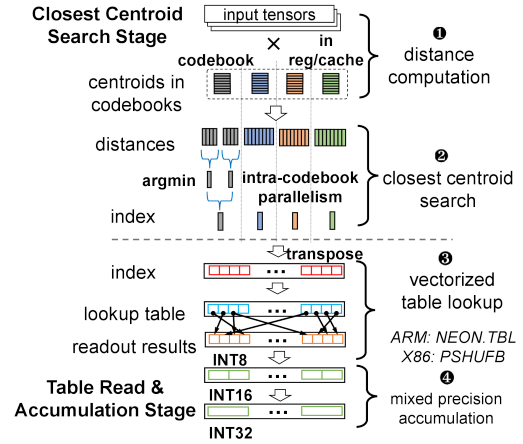 Closest Centroid
Search Stage
input tensors
×
in
reg/cache
codebook
centroids in
codebooks
❶
distance
computation
distances
argmin
intra-codebook
parallelism
index
❷
closest centroid
search
transpose
index
lookup table
readout results
❸
vectorized
table lookup
ARM: NEON.TBL
X86: PSHUFB
INT8
Table Read &
Accumulation Stage
INT16
INT32
❹
mixed precision
accumulation